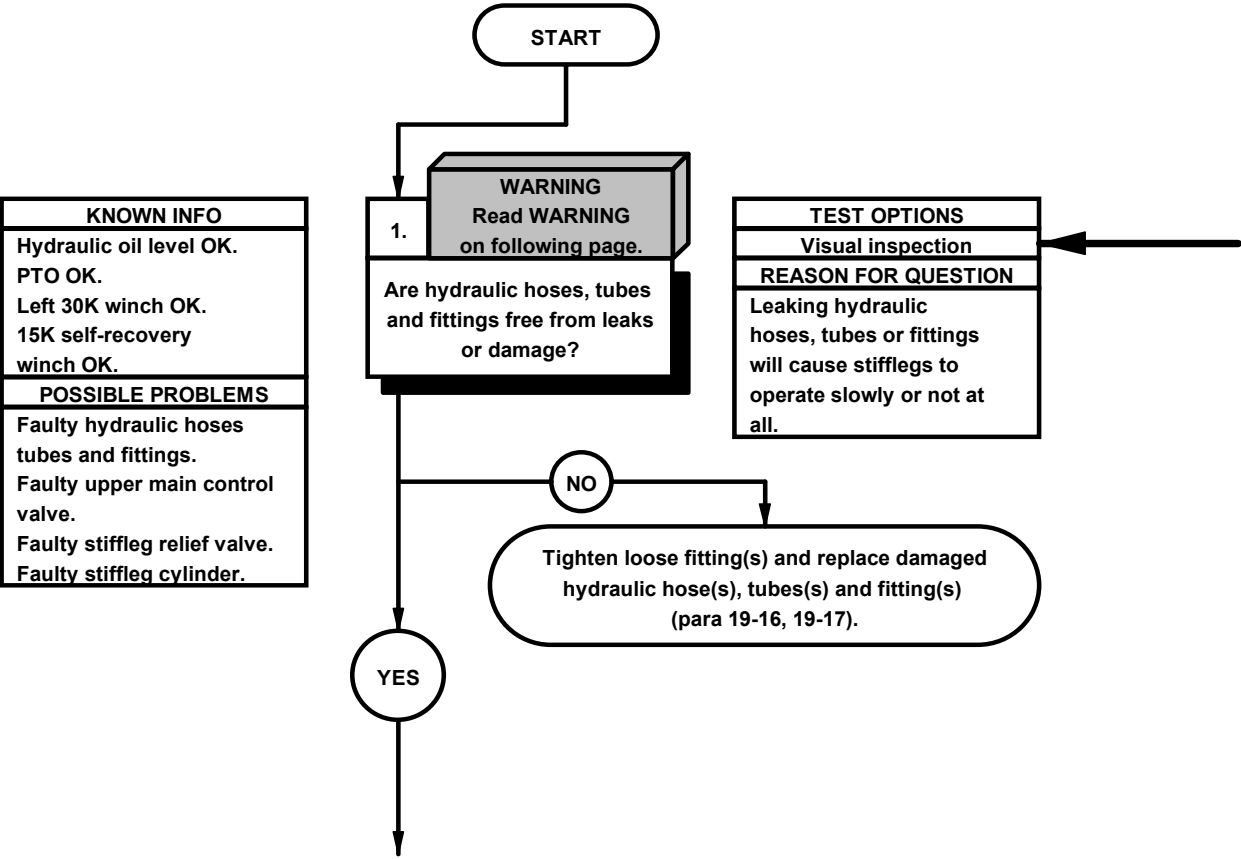 START
KNOWN INFO
Hydraulic oil level OK.
PTO OK.
Left 30K winch OK.
15K self-recovery
winch OK.
POSSIBLE PROBLEMS
Faulty hydraulic hoses
tubes and fittings.
Faulty upper main control
valve.
Faulty stiffleg relief valve.
Faulty stiffleg cylinder.
1.
WARNING
Read WARNING
on following page.
Are hydraulic hoses, tubes
and fittings free from leaks
or damage?
TEST OPTIONS
Visual inspection
REASON FOR QUESTION
Leaking hydraulic
hoses, tubes or fittings
will cause stifflegs to
operate slowly or not at
all.
NO
Tighten loose fitting(s) and replace damaged
hydraulic hose(s), tubes(s) and fitting(s)
(para 19-16, 19-17).
YES